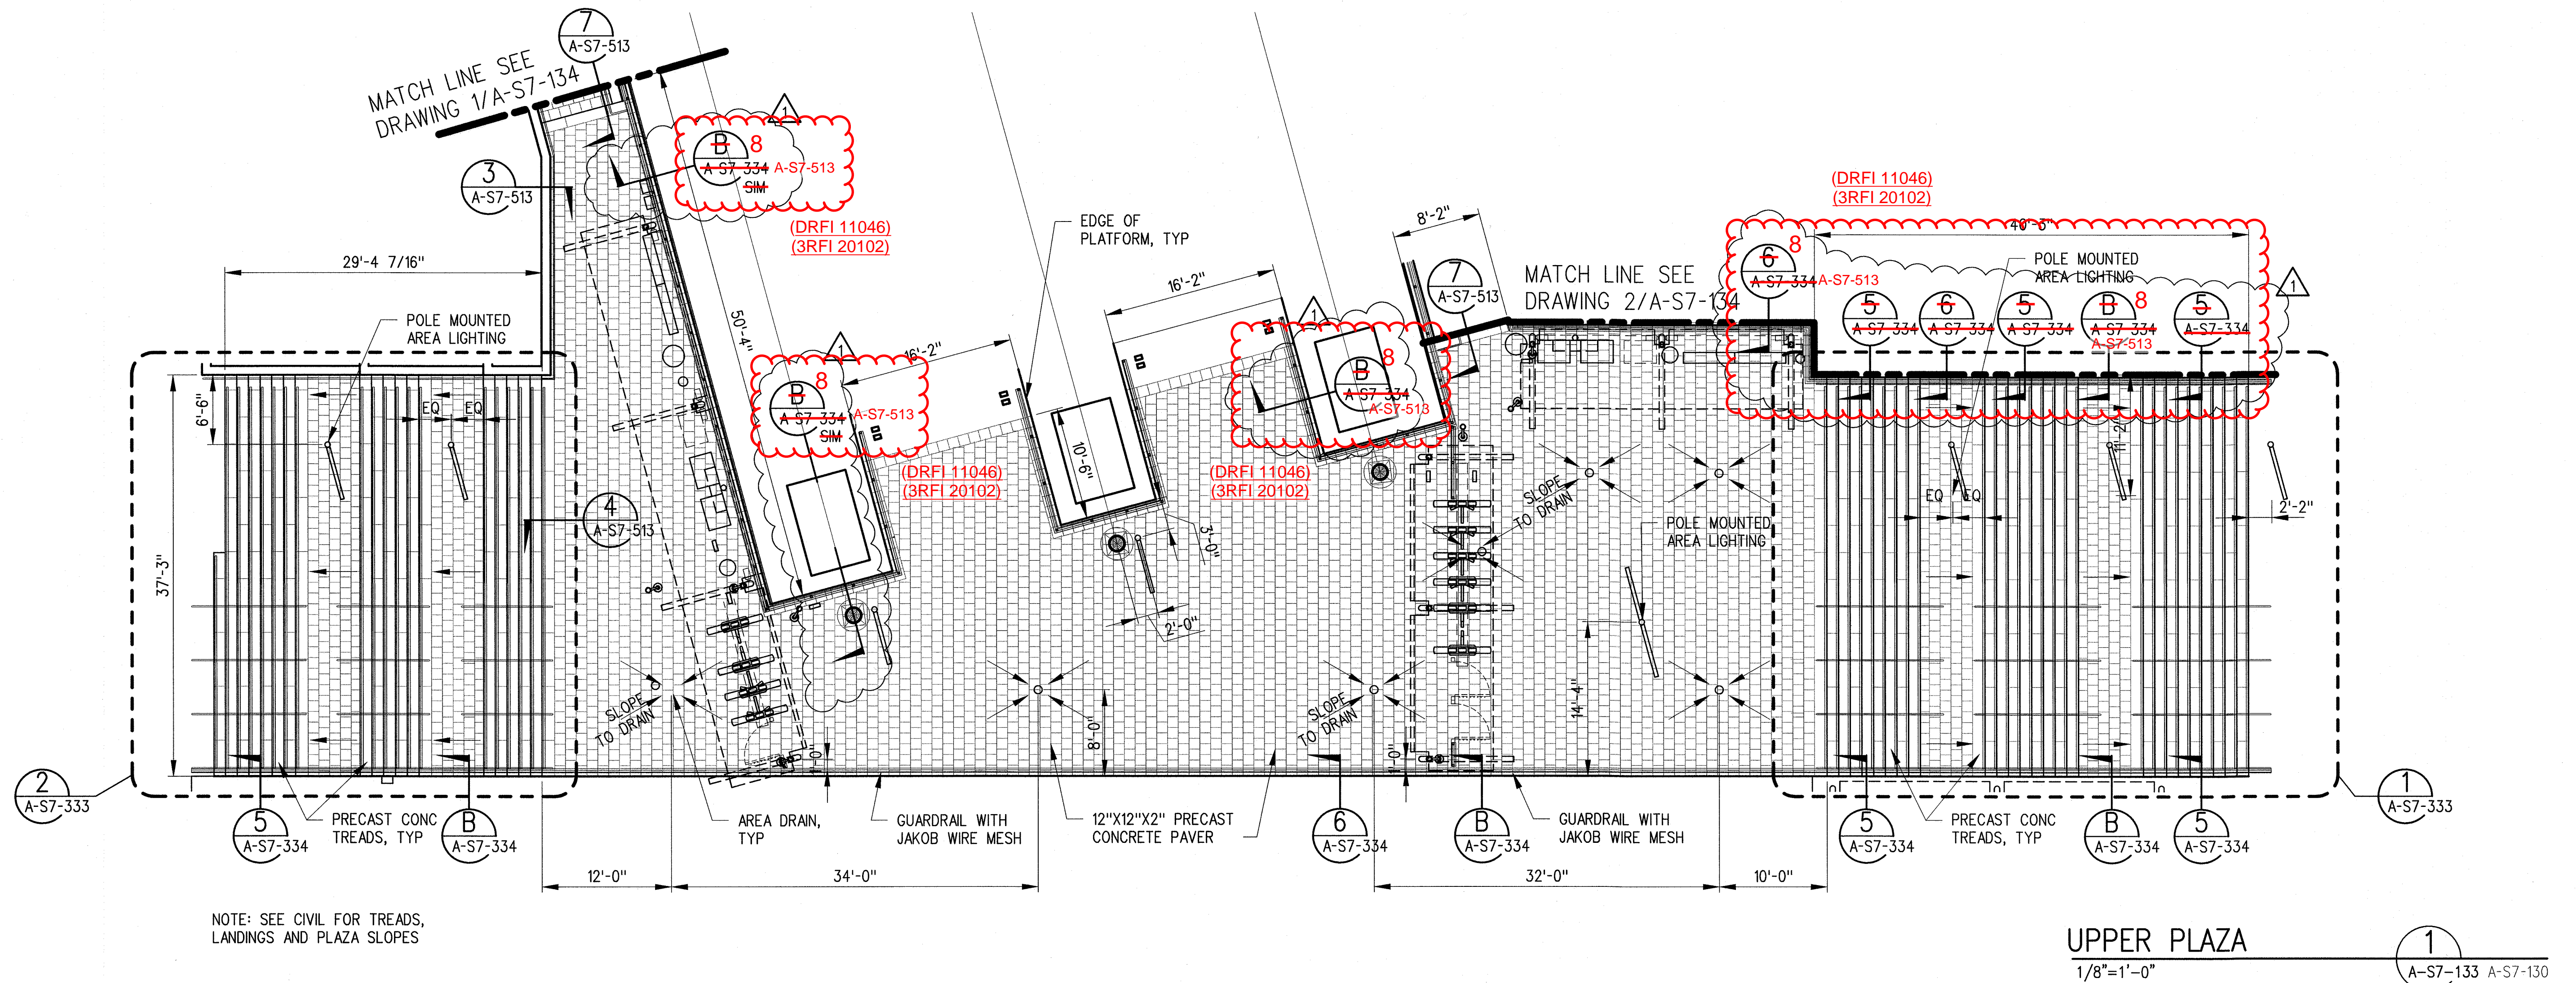 7
A-S7-513
MATCH LINE SEE
DRAWING 1/A-S7-134
1
B 8
A-S7-334 A-S7-513
SIM
(DRFI 11046)
(3RFI 20102)
3
A-S7-513
EDGE OF
PLATFORM, TYP
8'-2"
(DRFI 11046)
(3RFI 20102)
40'-3"
29'-4 7/16"
16'-2"
7
A-S7-513
MATCH LINE SEE
DRAWING 2/A-S7-134
6 8
A-S7-334 A-S7-513
POLE MOUNTED
AREA LIGHTING
1
5
A-S7-334
6
A-S7-334
5
A-S7-334
B 8
A-S7-334
A-S7-513
5
A-S7-334
POLE MOUNTED
AREA LIGHTING
50'-4"
1
16'-2"
B 8
A-S7-334 A-S7-513
SIM
(DRFI 11046)
(3RFI 20102)
1
B 8
A-S7-334
A-S7-513
(DRFI 11046)
(3RFI 20102)
6'-6"
EQ EQ
10'-6"
11'-2"
EQ EQ
2'-2"
4
A-S7-513
SLOPE
TO DRAIN
POLE MOUNTED
AREA LIGHTING
3'-0"
2'-0"
37'-3"
SLOPE
TO DRAIN
1'-0"
8'-0"
SLOPE
TO DRAIN
1'-0"
14'-4"
2
A-S7-333
1
A-S7-333
5
A-S7-334
PRECAST CONC
TREADS, TYP
B
A-S7-334
AREA DRAIN,
TYP
GUARDRAIL WITH
JAKOB WIRE MESH
12"X12"X2" PRECAST
CONCRETE PAVER
6
A-S7-334
B
A-S7-334
GUARDRAIL WITH
JAKOB WIRE MESH
5
A-S7-334
PRECAST CONC
TREADS, TYP
B
A-S7-334
5
A-S7-334
12'-0"
34'-0"
32'-0"
10'-0"
NOTE: SEE CIVIL FOR TREADS,
LANDINGS AND PLAZA SLOPES
UPPER PLAZA
1/8"=1'-0"
1
A-S7-133 A-S7-130